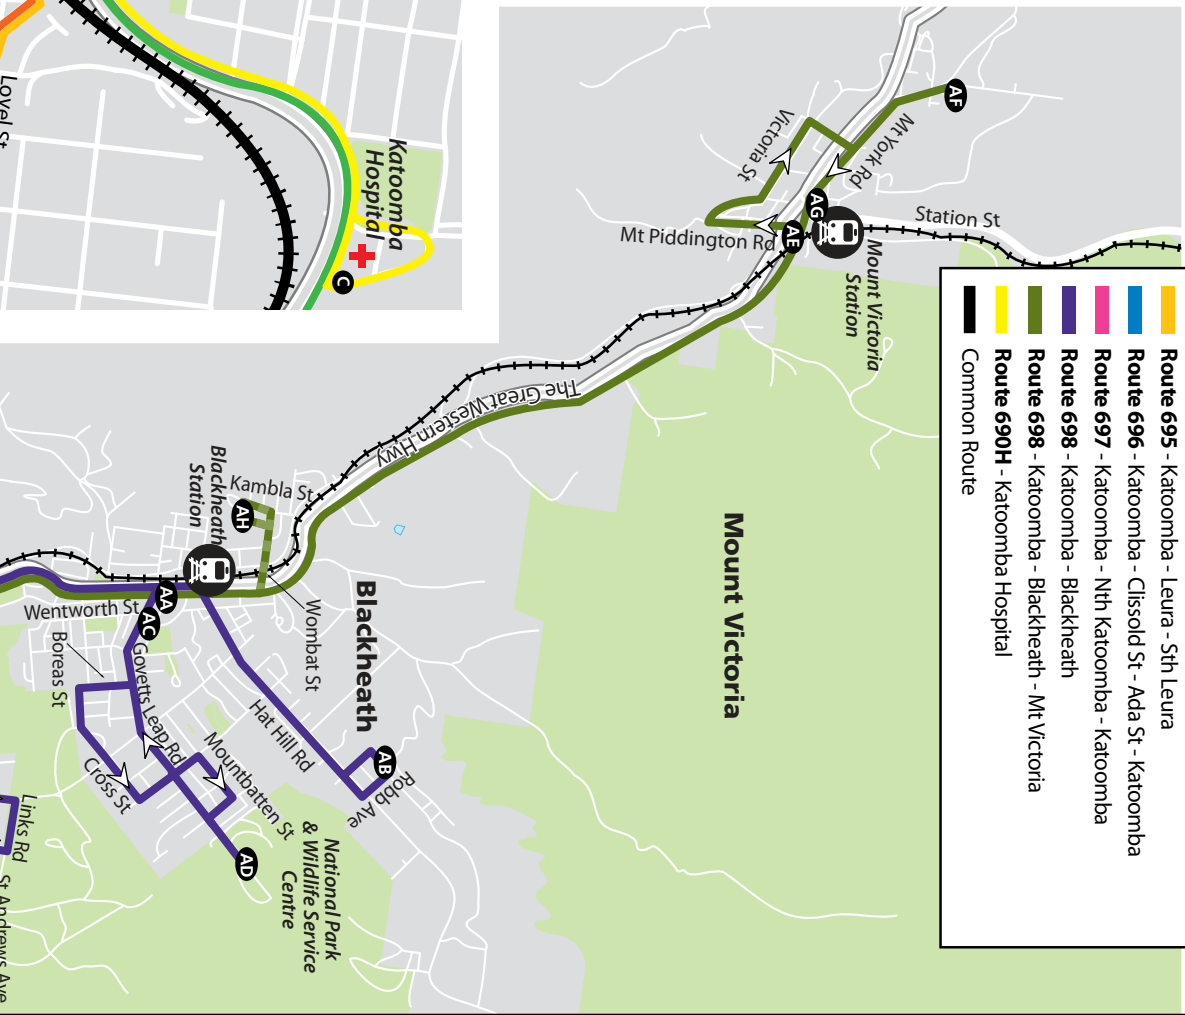 Route 695 - Katoomba - Leura - Sth Leura
Route 696 - Katoomba - Clissold St - Ada St - Katoomba
Route 697 - Katoomba - Nth Katoomba - Katoomba
Route 698 - Katoomba - Blackheath
Route 698 - Katoomba - Blackheath - Mt Victoria
Route 690H - Katoomba Hospital
Common Route
AF
Mt York Rd
Victoria St
AG
Station St
AE
Mt Piddington Rd
Mount Victoria
Station
Katoomba
Hospital
C
Lovel St
The Great Western Hwy
Mount Victoria
Blackheath
Station
Kambla St
AH
Wombat St
Blackheath
AA
AC
Wentworth St
Boreas St
Govetts Leap Rd
Hat Hill Rd
AB
Robb Ave
Mountbatten St
Cross St
AD
National Park
& Wildlife Service
Centre
Links Rd
St Andrews Ave